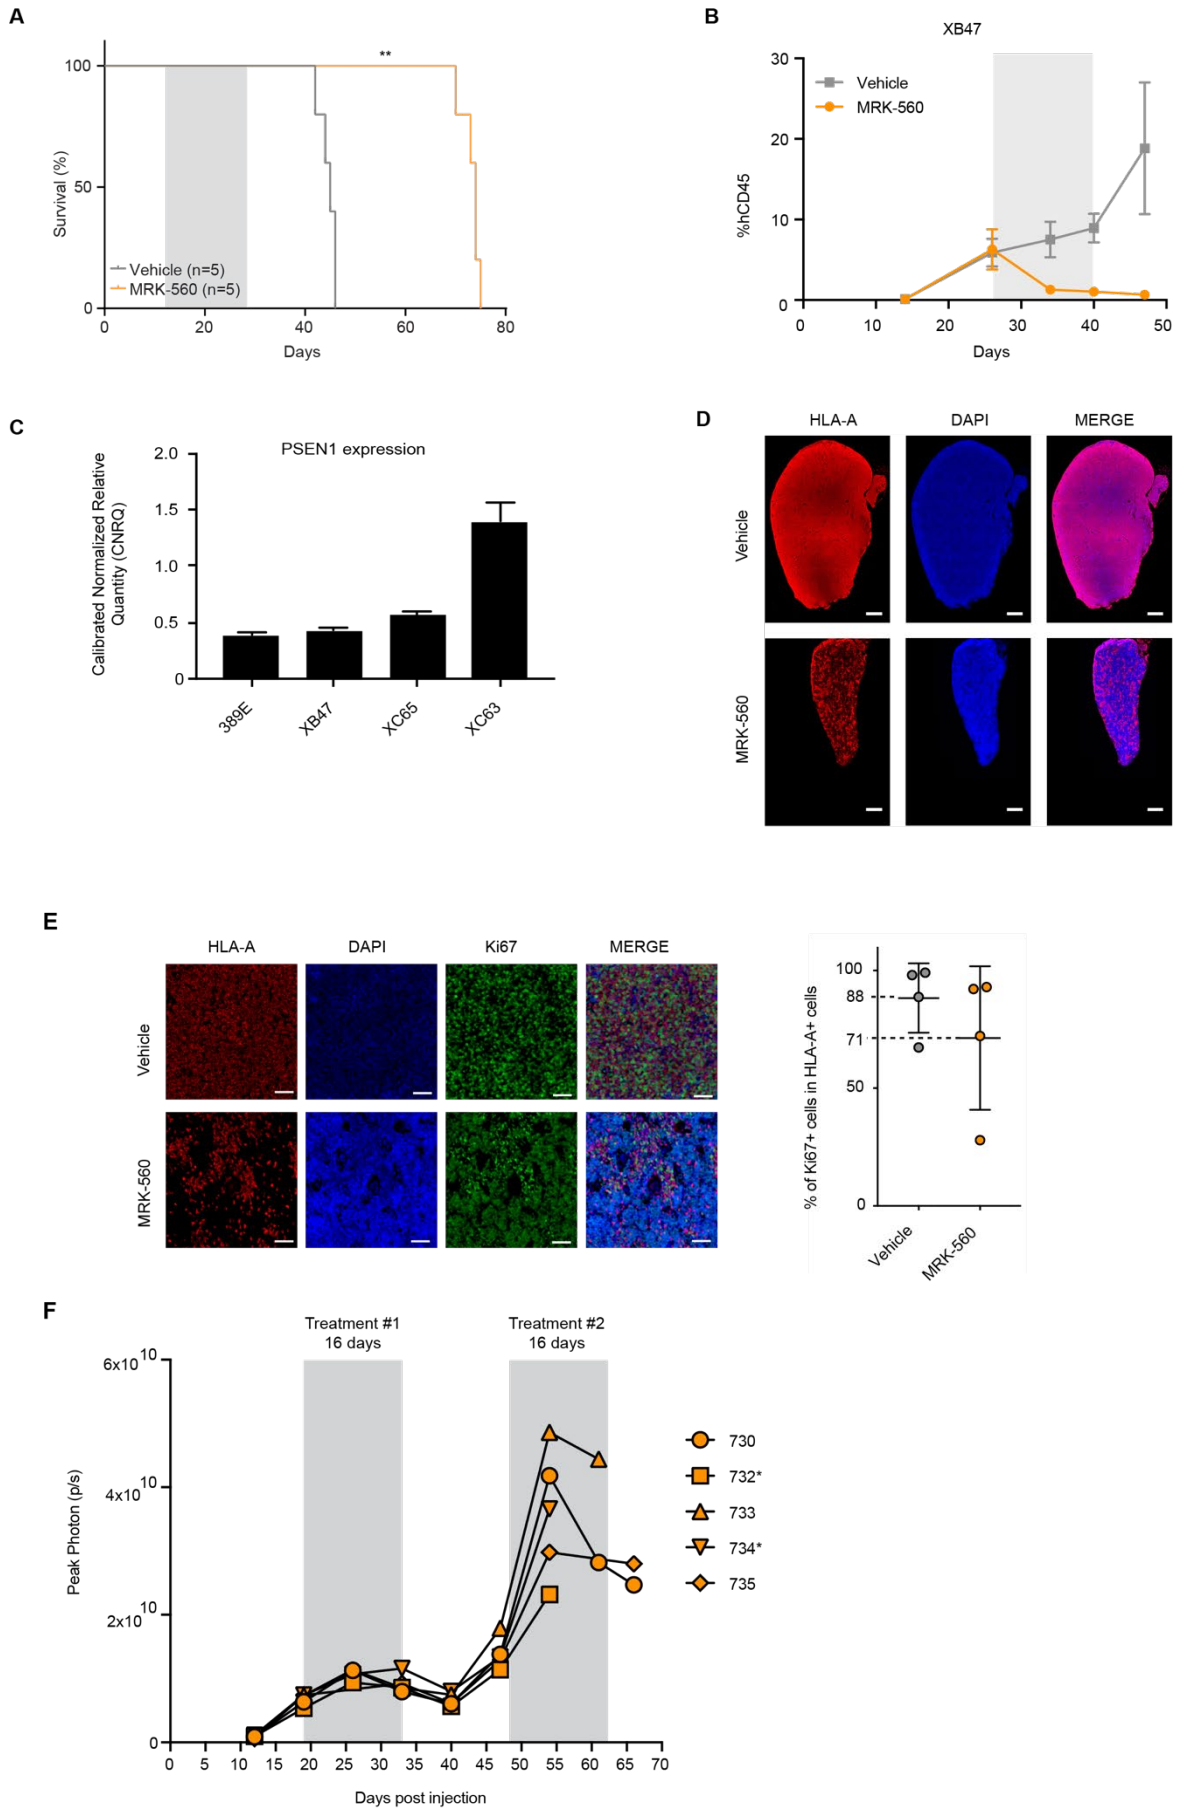 A
**
100
50
0
Survival (%)
Vehicle (n=5)
MRK-560 (n=5)
0 20 40 60 80
Days
B
XB47
30
20
10
0
%hCD45
Vehicle
MRK-560
0 10 20 30 40 50
Days
C
PSEN1 expression
2.0
1.5
1.0
0.5
0
Calibrated Normalized Relative
Quantity (CNRQ)
389E XB47 XC65 XC63
D
HLA-A DAPI MERGE
Vehicle
MRK-560
E
HLA-A DAPI Ki67 MERGE
Vehicle
MRK-560
% of Ki67+ cells in HLA-A+ cells
100
88
71
50
0
Vehicle MRK-560
F
Treatment #1 Treatment #2
16 days 16 days
6x10^10
4x10^10
2x10^10
0
Peak Photon (p/s)
730
732*
733
734*
735
0 5 10 15 20 25 30 35 40 45 50 55 60 65 70
Days post injection